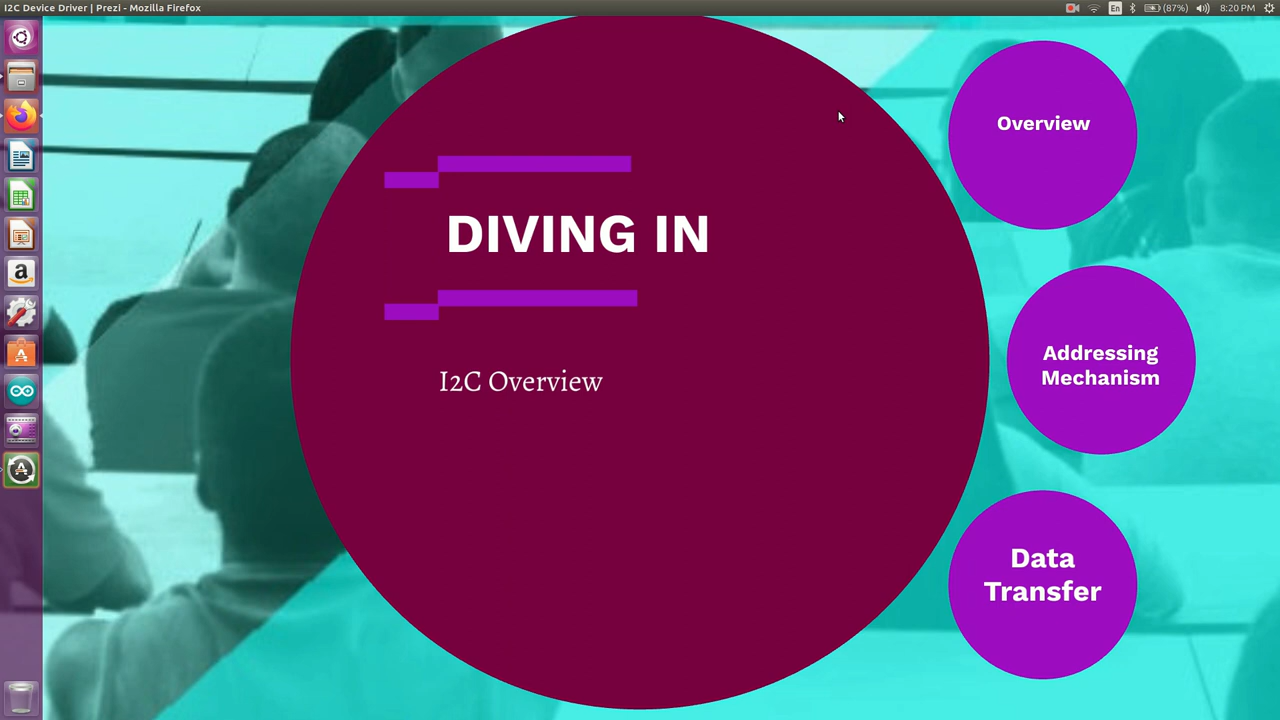 I2C Device Driver | Prezi - Mozilla Firefox
En
(87%)
8:20 PM
DIVING IN
I2C Overview
Overview
Addressing
Mechanism
Data
Transfer